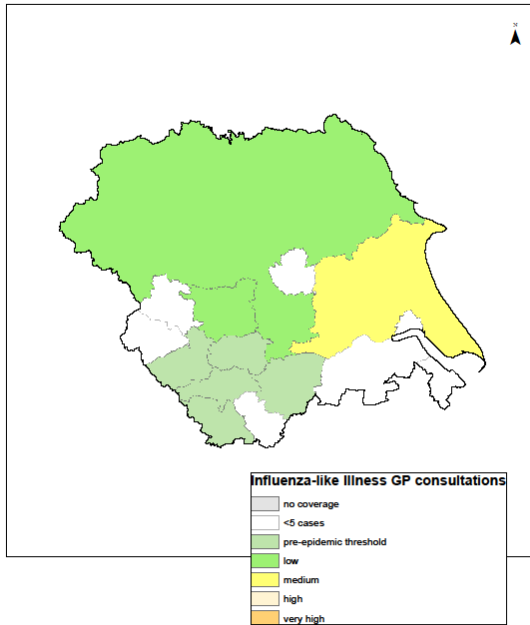 N
Influenza-like Illness GP consultations
no coverage
<5 cases
pre-epidemic threshold
low
medium
high
very high